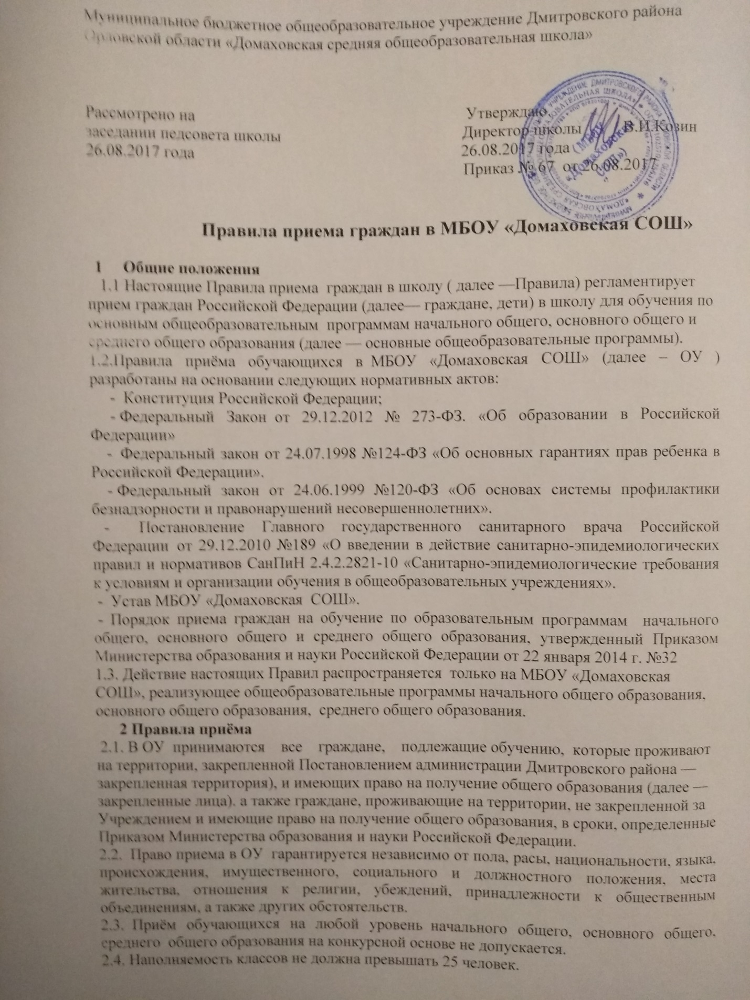 Муниципальное бюджетное общеобразовательное учреждение Дмитровского района
Орловской области «Домаховская средняя общеобразовательная школа»
Рассмотрено на
заседании педсовета школы
26.08.2017 года
Утверждаю.
Директор школы В.И.Козин
26.08.2017 года
Приказ № 67 от 26.08.2017
(МБОУ
«Домаховская
СОШ»)
Правила приема граждан в МБОУ «Домаховская СОШ»
1 Общие положения
1.1 Настоящие Правила приема граждан в школу ( далее —Правила) регламентирует
прием граждан Российской Федерации (далее— граждане, дети) в школу для обучения по
основным общеобразовательным программам начального общего, основного общего и
среднего общего образования (далее — основные общеобразовательные программы).
1.2.Правила приёма обучающихся в МБОУ «Домаховская СОШ» (далее – ОУ )
разработаны на основании следующих нормативных актов:
- Конституция Российской Федерации;
- Федеральный Закон от 29.12.2012 № 273-ФЗ. «Об образовании в Российской
Федерации»
- Федеральный закон от 24.07.1998 №124-ФЗ «Об основных гарантиях прав ребенка в
Российской Федерации».
- Федеральный закон от 24.06.1999 №120-ФЗ «Об основах системы профилактики
безнадзорности и правонарушений несовершеннолетних».
- Постановление Главного государственного санитарного врача Российской
Федерации от 29.12.2010 №189 «О введении в действие санитарно-эпидемиологических
правил и нормативов СанПиН 2.4.2.2821-10 «Санитарно-эпидемиологические требования
к условиям и организации обучения в общеобразовательных учреждениях».
- Устав МБОУ «Домаховская СОШ».
- Порядок приема граждан на обучение по образовательным программам начального
общего, основного общего и среднего общего образования, утвержденный Приказом
Министерства образования и науки Российской Федерации от 22 января 2014 г. №32
1.3. Действие настоящих Правил распространяется только на МБОУ «Домаховская
СОШ», реализующее общеобразовательные программы начального общего образования,
основного общего образования, среднего общего образования.
2 Правила приёма
2.1. В ОУ принимаются все граждане, подлежащие обучению, которые проживают
на территории, закрепленной Постановлением администрации Дмитровского района —
закрепленная территория), и имеющих право на получение общего образования (далее —
закрепленные лица). а также граждане, проживающие на территории, не закрепленной за
Учреждением и имеющие право на получение общего образования, в сроки, определенные
Приказом Министерства образования и науки Российской Федерации.
2.2. Право приема в ОУ гарантируется независимо от пола, расы, национальности, языка,
происхождения, имущественного, социального и должностного положения, места
жительства, отношения к религии, убеждений, принадлежности к общественным
объединениям, а также других обстоятельств.
2.3. Приём обучающихся на любой уровень начального общего, основного общего,
среднего общего образования на конкурсной основе не допускается.
2.4. Наполняемость классов не должна превышать 25 человек.